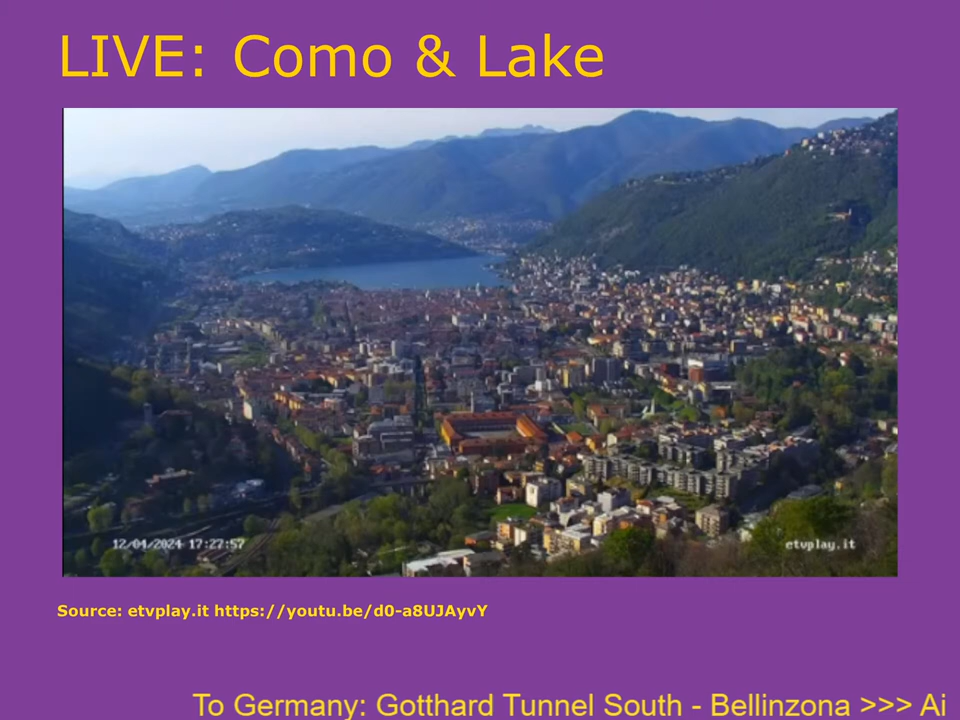 LIVE: Como & Lake
12/04/2024 17:27:57
etvplay.it
Source: etvplay.it https://youtu.be/d0-a8UJAyvY
To Germany: Gotthard Tunnel South - Bellinzona >>> Ai